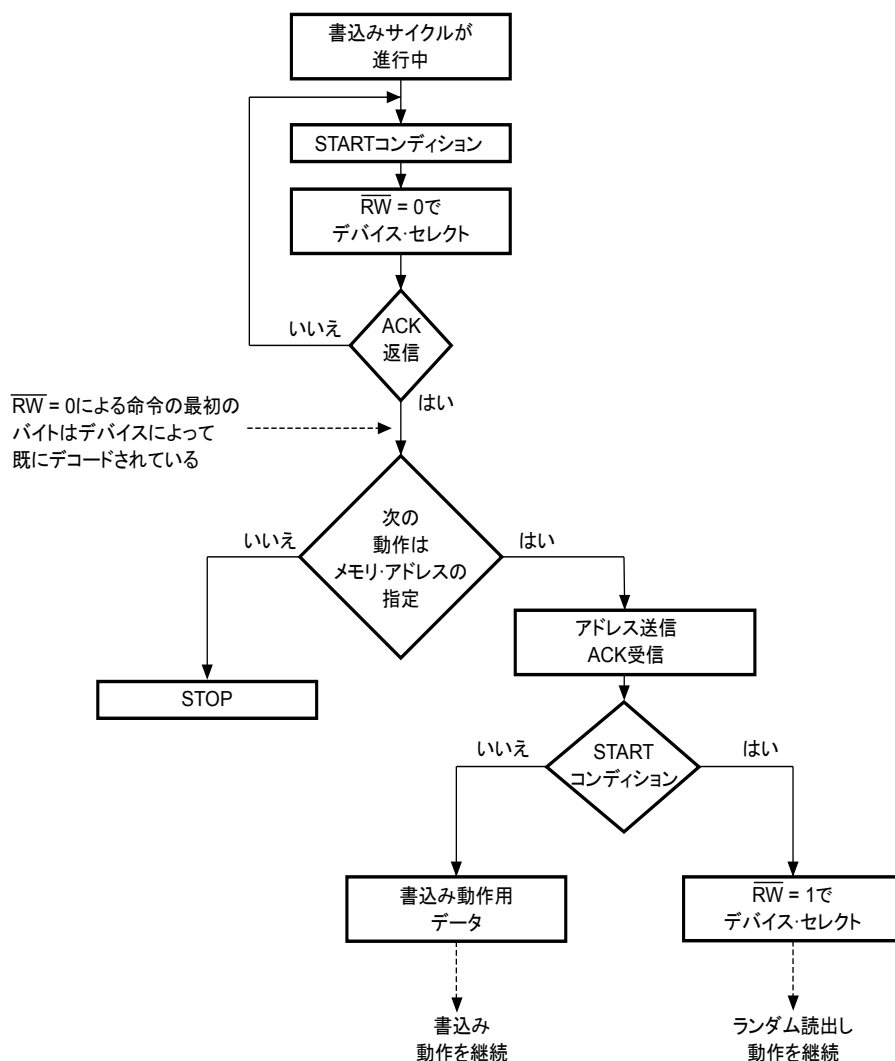 書込みサイクルが
進行中
STARTコンディション
RW = 0で
デバイス·セレクト
いいえ
ACK
返信
はい
RW = 0による命令の最初の
バイトはデバイスによって
既にデコードされている
いいえ
次の
動作は
メモリ·アドレスの
指定
はい
アドレス送信
ACK受信
STOP
いいえ
START
コンディション
はい
書込み動作用
データ
RW = 1で
デバイス·セレクト
書込み
動作を継続
ランダム読出し
動作を継続